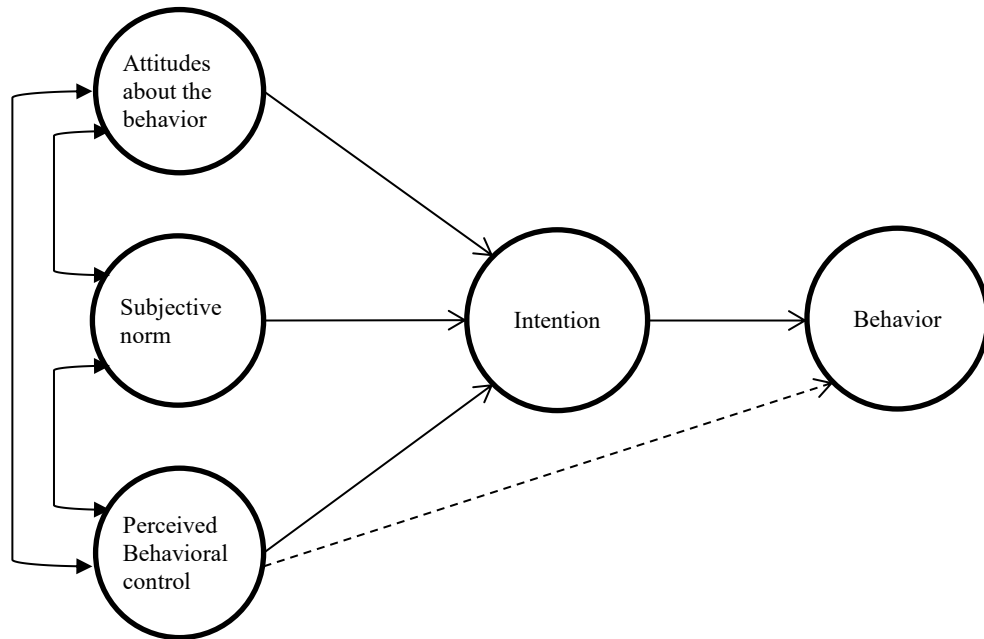 Attitudes
about the
behavior
Subjective
norm
Intention
Behavior
Perceived
Behavioral
control